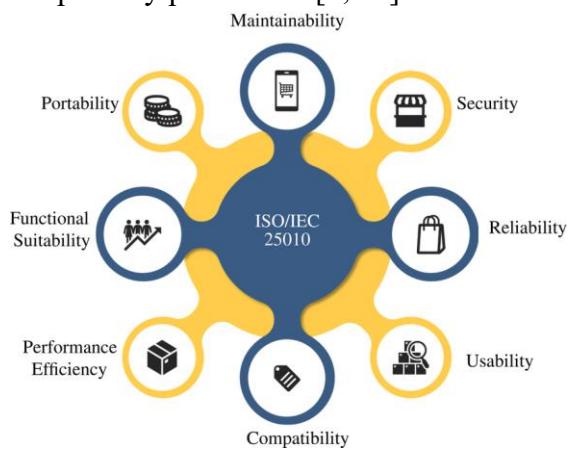 Maintainability
Portability
Security
Functional
Suitability
ISO/IEC
25010
Reliability
Performance
Efficiency
Usability
Compatibility